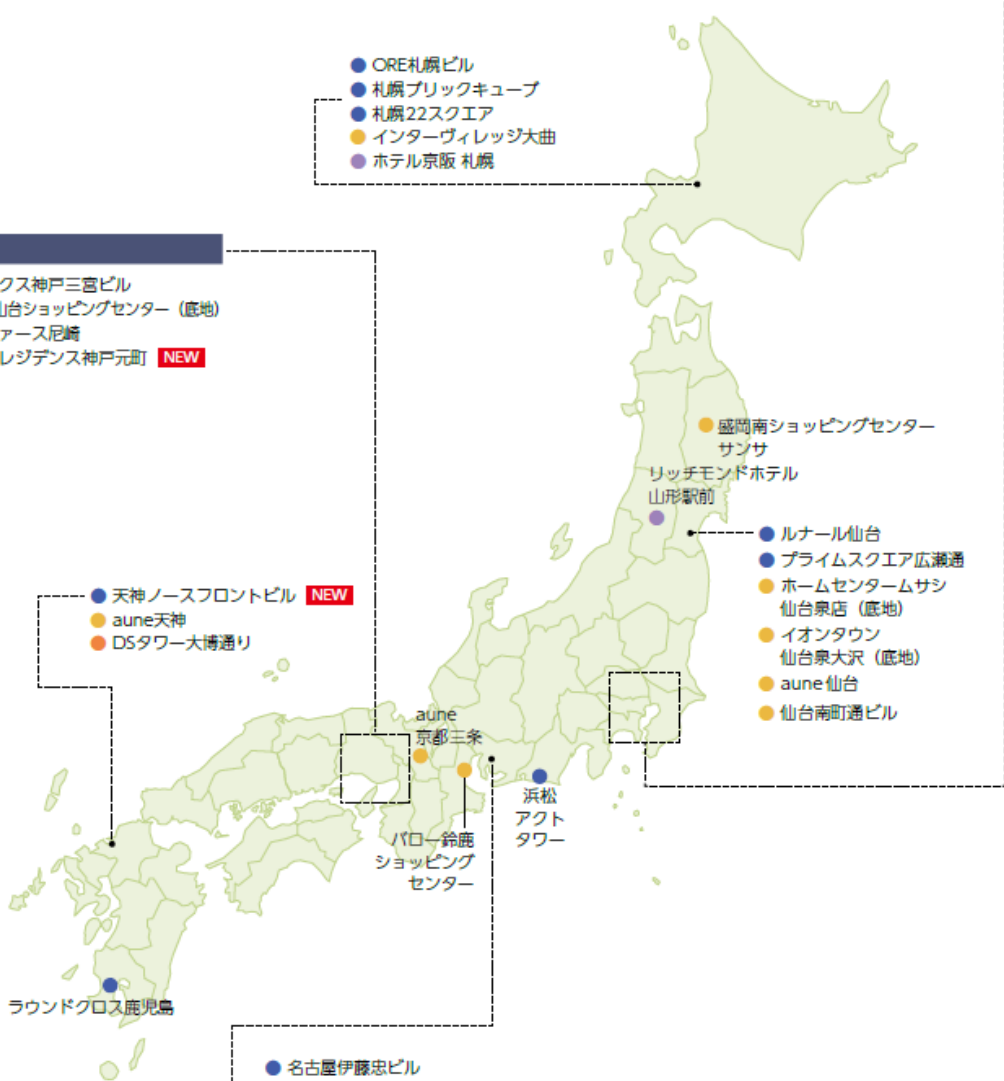 ORE札幌ビル
札幌ブリックキューブ
札幌22スクエア
インターヴィレッジ大曲
ホテル京阪 札幌
クス神戸三宮ビル
台ショッピングセンター（底地）
ァース尼崎
レジデンス神戸元町 NEW
盛岡南ショッピングセンター
サンサ
リッチモンドホテル
山形駅前
ルナール仙台
プライムスクエア広瀬通
ホームセンタームサシ
仙台泉店（底地）
イオンタウン
仙台泉大沢（底地）
aune仙台
仙台南町通ビル
天神ノースフロントビル NEW
aune天神
DSタワー大博通り
aune
京都三条
浜松
アクト
タワー
バロー鈴鹿
ショッピング
センター
ラウンドクロス鹿児島
名古屋伊藤忠ビル